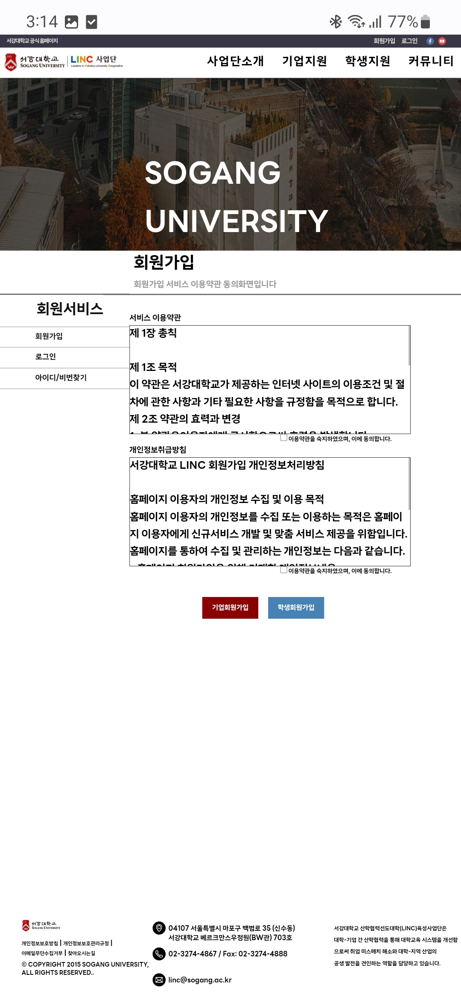 3:14
77%
서강대학교 공식 홈페이지
회원가입 로그인
서강대학교
SOGANG UNIVERSITY
LINC 사업단
Leaders in INdustry-university Cooperation
사업단소개 기업지원 학생지원 커뮤니티
SOGANG
UNIVERSITY
회원가입
회원가입 서비스 이용약관 동의화면입니다
회원서비스
회원가입
로그인
아이디/비번찾기
서비스 이용약관
제 1장 총칙
제 1조 목적
이 약관은 서강대학교가 제공하는 인터넷 사이트의 이용조건 및 절
차에 관한 사항과 기타 필요한 사항을 규정함을 목적으로 합니다.
제 2조 약관의 효력과 변경
이용약관을 숙지하였으며, 이에 동의합니다.
개인정보취급방침
서강대학교 LINC 회원가입 개인정보처리방침
홈페이지 이용자의 개인정보 수집 및 이용 목적
홈페이지 이용자의 개인정보를 수집 또는 이용하는 목적은 홈페이
지 이용자에게 신규서비스 개발 및 맞춤 서비스 제공을 위함입니다.
홈페이지를 통하여 수집 및 관리하는 개인정보는 다음과 같습니다.
이용약관을 숙지하였으며, 이에 동의합니다.
기업회원가입 학생회원가입
서강대학교
SOGANG UNIVERSITY
개인정보보호방침 | 개인정보보호관리규정 |
이메일무단수집거부 | 찾아오시는길
© COPYRIGHT 2015 SOGANG UNIVERSITY,
ALL RIGHTS RESERVED..
04107 서울특별시 마포구 백범로 35 (신수동)
서강대학교 베르크만스우정원(BW관) 703호
02-3274-4867 / Fax: 02-3274-4888
linc@sogang.ac.kr
서강대학교 산학협력선도대학(LINC)육성사업단은
대학-기업 간 산학협력을 통해 대학교육 시스템을 개선함
으로써 취업 미스매치 해소와 대학-지역 산업의
공생 발전을 견인하는 역할을 담당하고 있습니다.